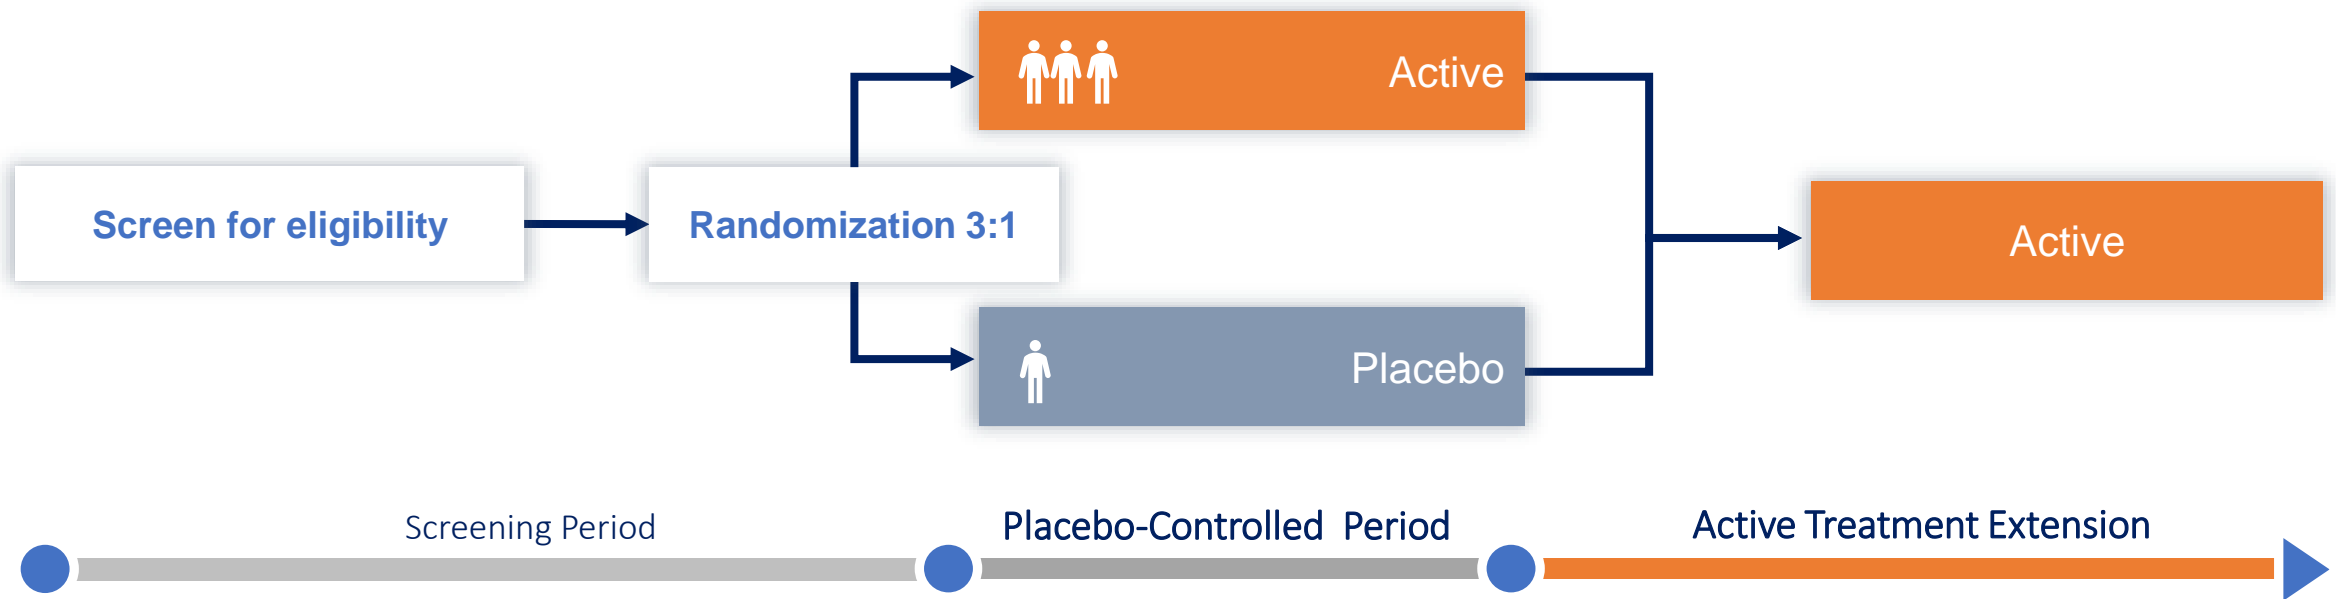 Active
Screen for eligibility
Randomization 3:1
Active
Placebo
Screening Period
Placebo-Controlled Period
Active Treatment Extension